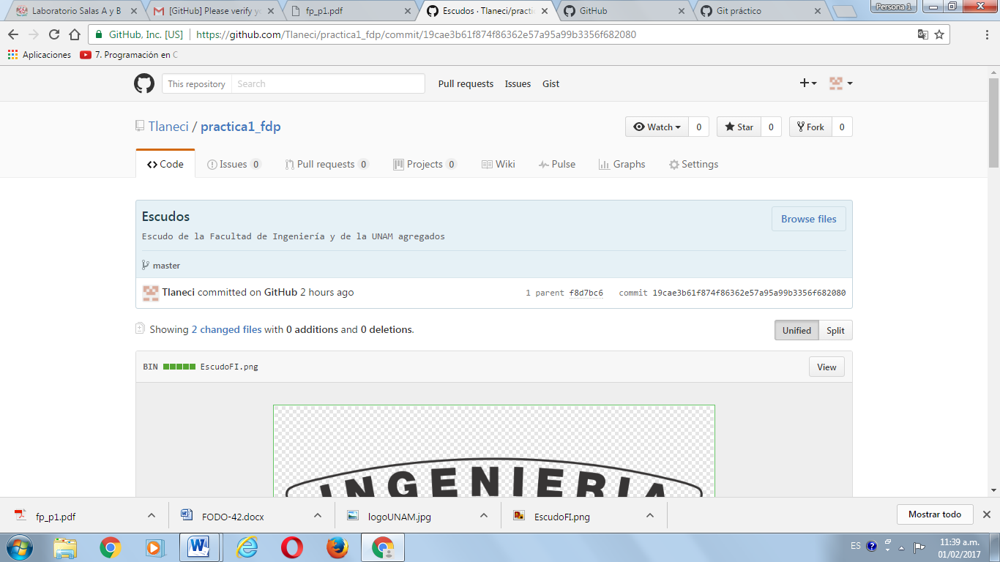 Laboratorio Salas A y B
[GitHub] Please verify yo
fp_p1.pdf
Escudos · Tlaneci/practi
GitHub
Git práctico
Persona 1
GitHub, Inc. [US] https://github.com/Tlaneci/practica1_fdp/commit/19cae3b61f874f86362e57a95a99b3356f682080
Aplicaciones 7. Programación en C
This repository Search Pull requests Issues Gist
Tlaneci / practica1_fdp
Watch 0 Star 0 Fork 0
Code Issues 0 Pull requests 0 Projects 0 Wiki Pulse Graphs Settings
Escudos
Browse files
Escudo de la Facultad de Ingeniería y de la UNAM agregados
master
Tlaneci committed on GitHub 2 hours ago 1 parent f8d7bc6 commit 19cae3b61f874f86362e57a95a99b3356f682080
Showing 2 changed files with 0 additions and 0 deletions.
Unified Split
BIN EscudoFI.png View
INGENIERIA
fp_p1.pdf FODO-42.docx logoUNAM.jpg EscudoFI.png Mostrar todo
ES 11:39 a.m.
01/02/2017